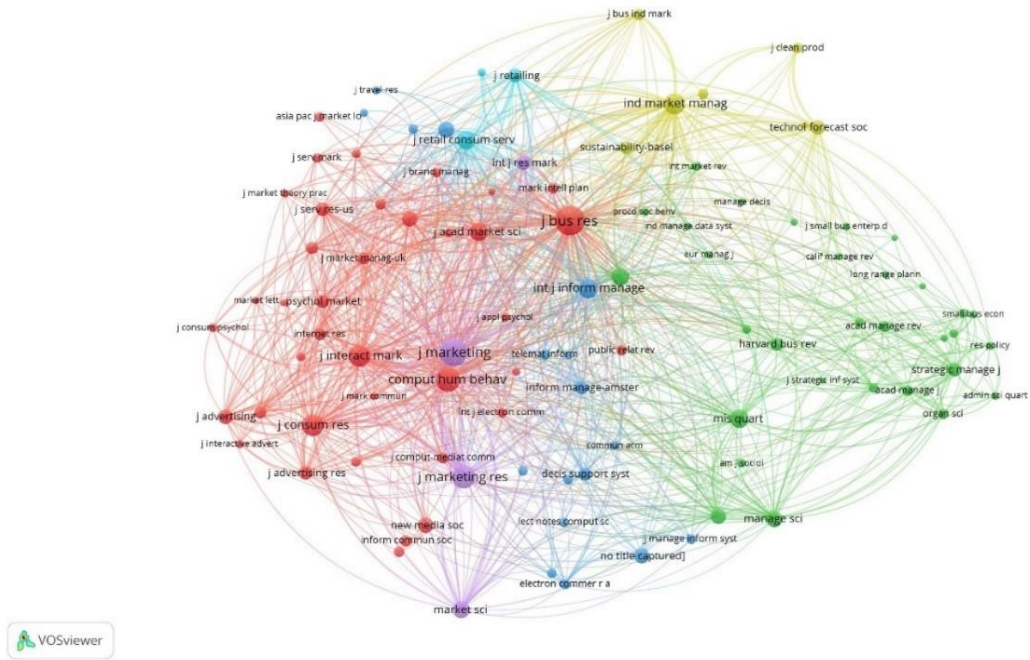 j bus ind mark
j clean prod
j retailing
j travel res
ind market manag
asia pac j market lo
technol forecast soc
j retail consum serv
sustainability-basel
j serv mark
int j res mark
int market rev
j brand manag
mark intell plan
j market theory prac
manage decis
j serv res-us
procd soc behv
j bus res
j acad market sci
ind manage data syst
j small bus enterp d
eur manag j
calif manage rev
j market manag-uk
long range plann
int j inform manage
market lett
psychol market
j appl psychol
small bus econ
j consum psychol
acad manage rev
internet res
harvard bus rev
res policy
j marketing
telemat inform
public relat rev
j interact mark
strategic manage j
comput hum behav
j strategic inf syst
inform manage-amster
acad manage j
admin sci quart
j mark commun
int j electron comm
organ sci
j advertising
mis quart
j consum res
j interactive advert
commun acm
j comput-mediat comm
am j sociol
j advertising res
j marketing res
decis support syst
manage sci
lect notes comput sc
new media soc
j manage inform syst
inform commun soc
no title captured]
electron commer r a
market sci
VOSviewer